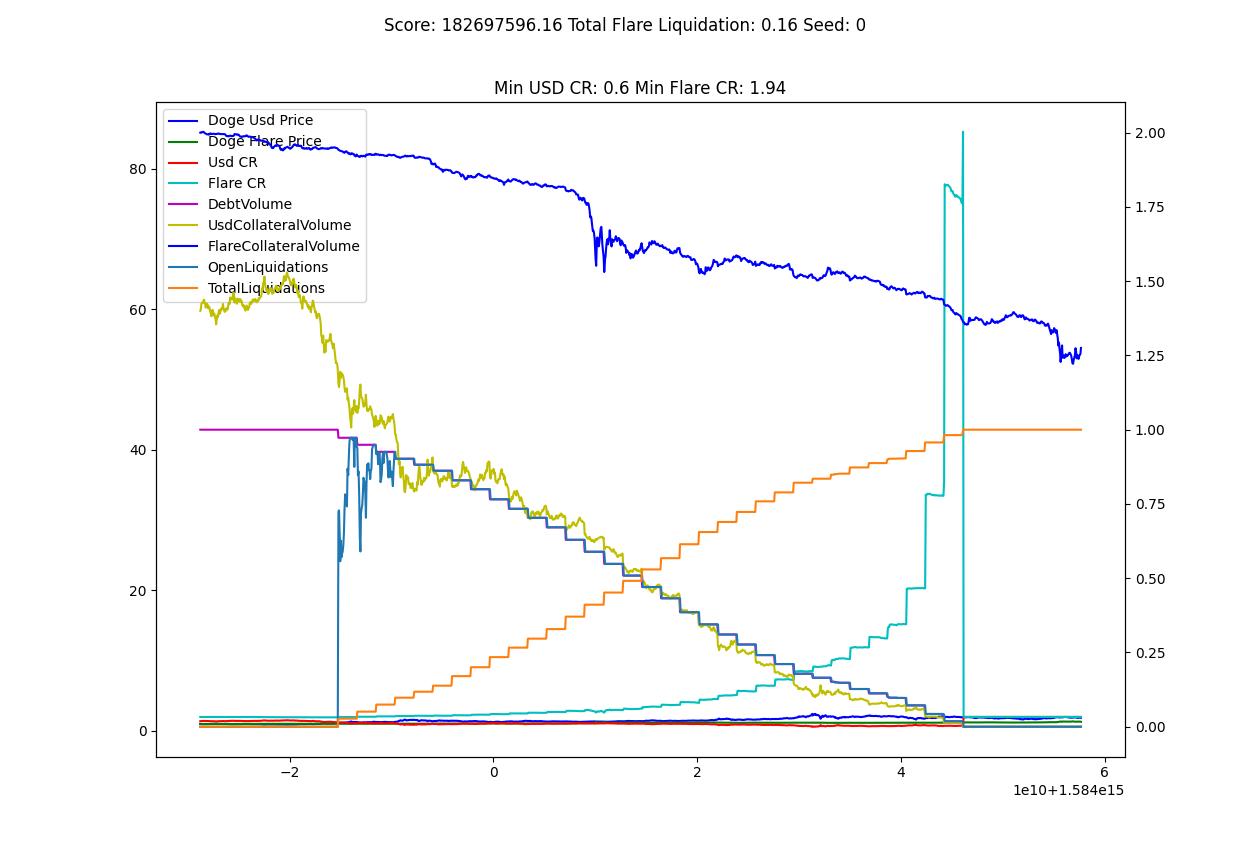 Score: 182697596.16 Total Flare Liquidation: 0.16 Seed: 0
Min USD CR: 0.6 Min Flare CR: 1.94
Doge Usd Price
Doge Flare Price
Usd CR
Flare CR
DebtVolume
UsdCollateralVolume
FlareCollateralVolume
OpenLiquidations
TotalLiquidations
80
60
40
20
0
2.00
1.75
1.50
1.25
1.00
0.75
0.50
0.25
0.00
−2
0
2
4
6
1e10+1.584e15